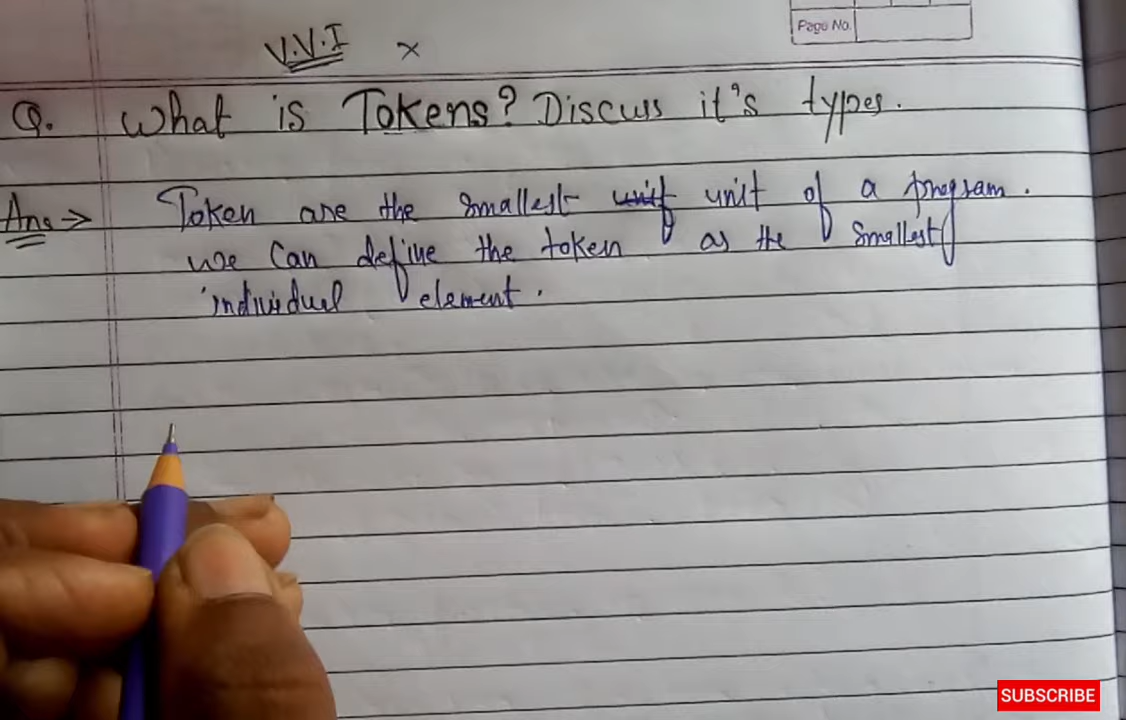 Page No.
V.V.I ×
Q. What is Tokens? Discuss it's types.
Ans → Token are the smallest unit unit of a program.
we can define the token as the smallest
individual element.
SUBSCRIBE